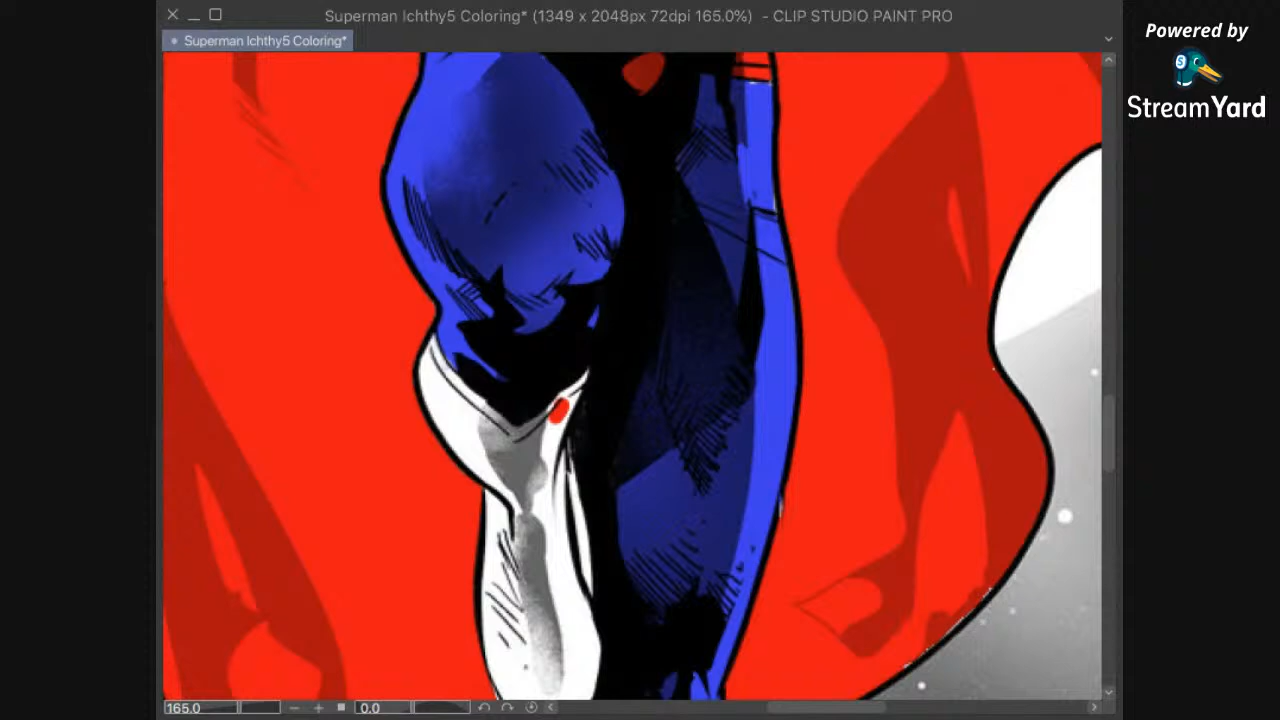 Superman Ichthy5 Coloring* (1349 x 2048px 72dpi 165.0%) - CLIP STUDIO PAINT PRO
Superman Ichthy5 Coloring*
Powered by
S
StreamYard
165.0
0.0